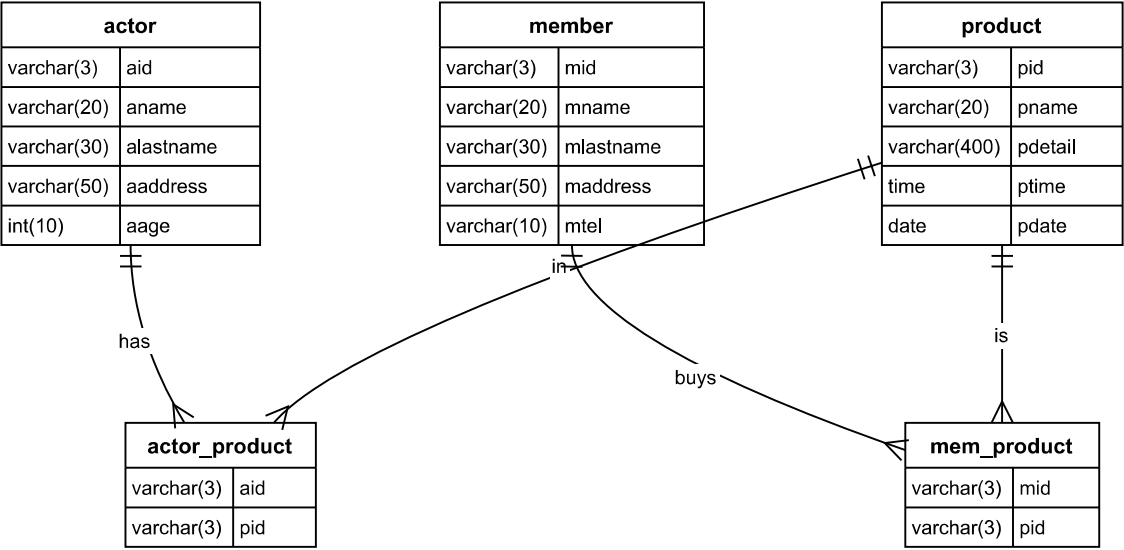 actor
varchar(3) aid
varchar(20) aname
varchar(30) alastname
varchar(50) aaddress
int(10) aage
member
varchar(3) mid
varchar(20) mname
varchar(30) mlastname
varchar(50) maddress
varchar(10) mtel
product
varchar(3) pid
varchar(20) pname
varchar(400) pdetail
time ptime
date pdate
in
has
is
buys
actor_product
varchar(3) aid
varchar(3) pid
mem_product
varchar(3) mid
varchar(3) pid